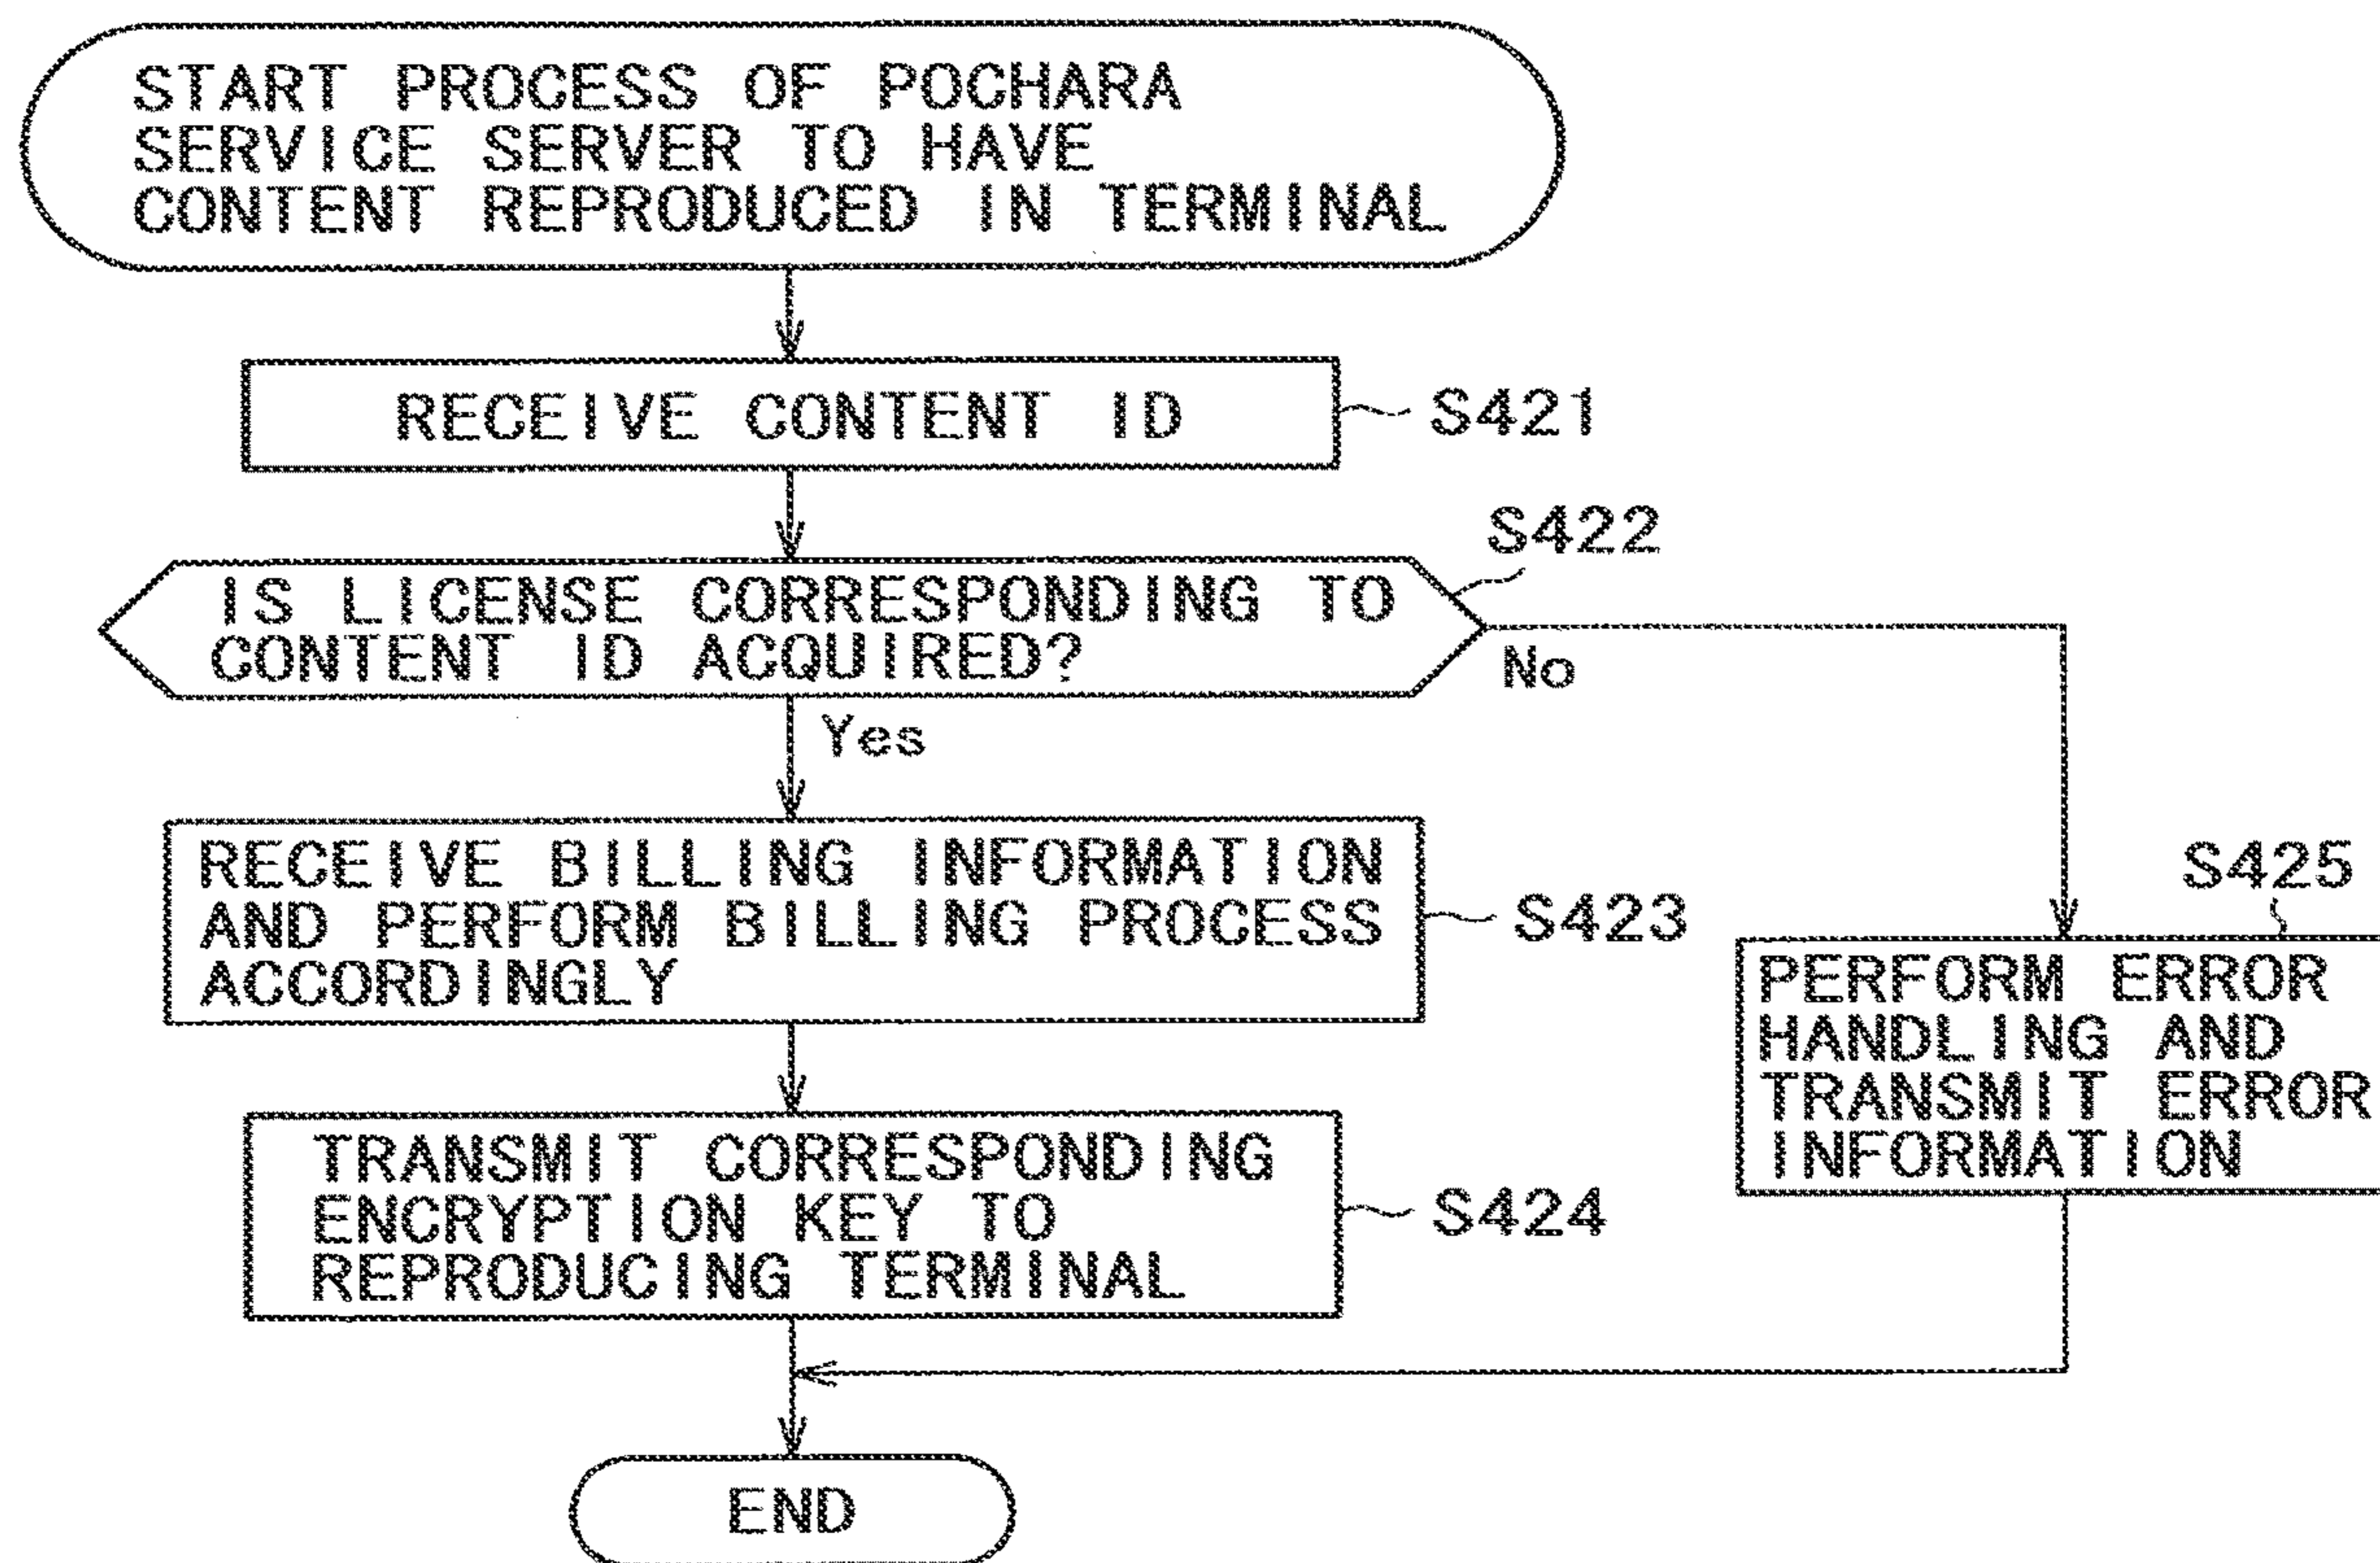 START PROCESS OF POCHARA
SERVICE SERVER TO HAVE
CONTENT REPRODUCED IN TERMINAL
RECEIVE CONTENT ID
S421
S422
IS LICENSE CORRESPONDING TO
CONTENT ID ACQUIRED?
No
Yes
RECEIVE BILLING INFORMATION
AND PERFORM BILLING PROCESS
ACCORDINGLY
S423
S425
PERFORM ERROR
HANDLING AND
TRANSMIT ERROR
INFORMATION
TRANSMIT CORRESPONDING
ENCRYPTION KEY TO
REPRODUCING TERMINAL
S424
END